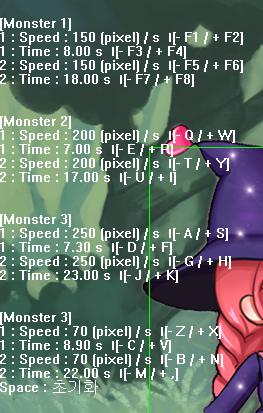 [Monster 1]
1 : Speed : 150 (pixel) / s  I[- F1 / + F2]
1 : Time : 8.00 s  I[- F3 / + F4]
2 : Speed : 150 (pixel) / s  I[- F5 / + F6]
2 : Time : 18.00 s  I[- F7 / + F8]
[Monster 2]
1 : Speed : 200 (pixel) / s  I[- Q / + W]
1 : Time : 7.00 s  I[- E / + R]
2 : Speed : 200 (pixel) / s  I[- T / + Y]
2 : Time : 17.00 s  I[- U / + I]
[Monster 3]
1 : Speed : 250 (pixel) / s  I[- A / + S]
1 : Time : 7.30 s  I[- D / + F]
2 : Speed : 250 (pixel) / s  I[- G / + H]
2 : Time : 23.00 s  I[- J / + K]
[Monster 3]
1 : Speed : 70 (pixel) / s  I[- Z / + X]
1 : Time : 8.90 s  I[- C / + V]
2 : Speed : 70 (pixel) / s  I[- B / + N]
2 : Time : 22.00 s  I[- M / + ,]
Space : 초기화